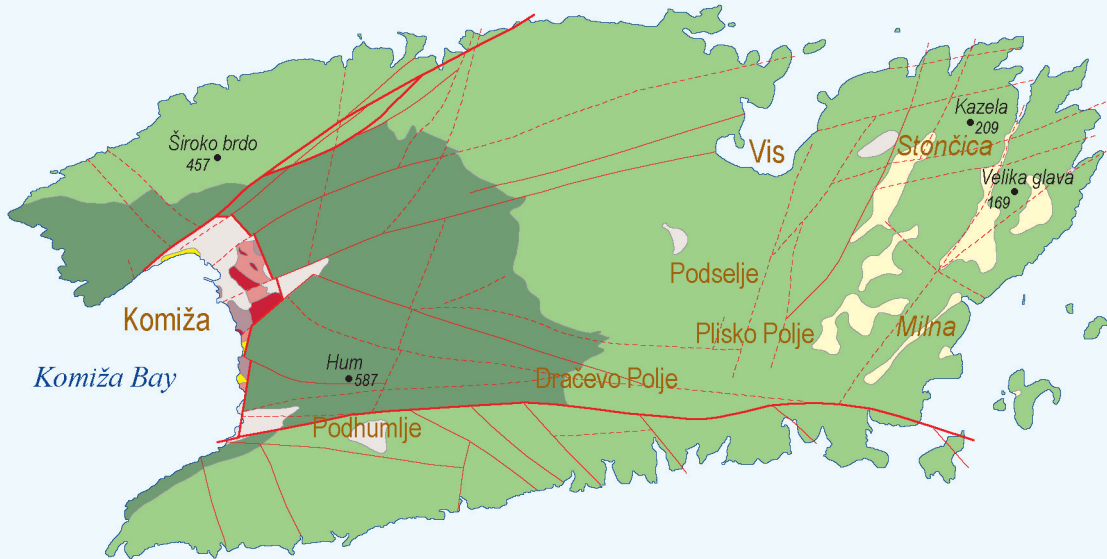 Kazela
209
Široko brdo
457
Vis
Stončica
Velika glava
169
Podselje
Komiža
Plisko Polje
Milna
Komiža Bay
Hum
587
Dračevo Polje
Podhumlje